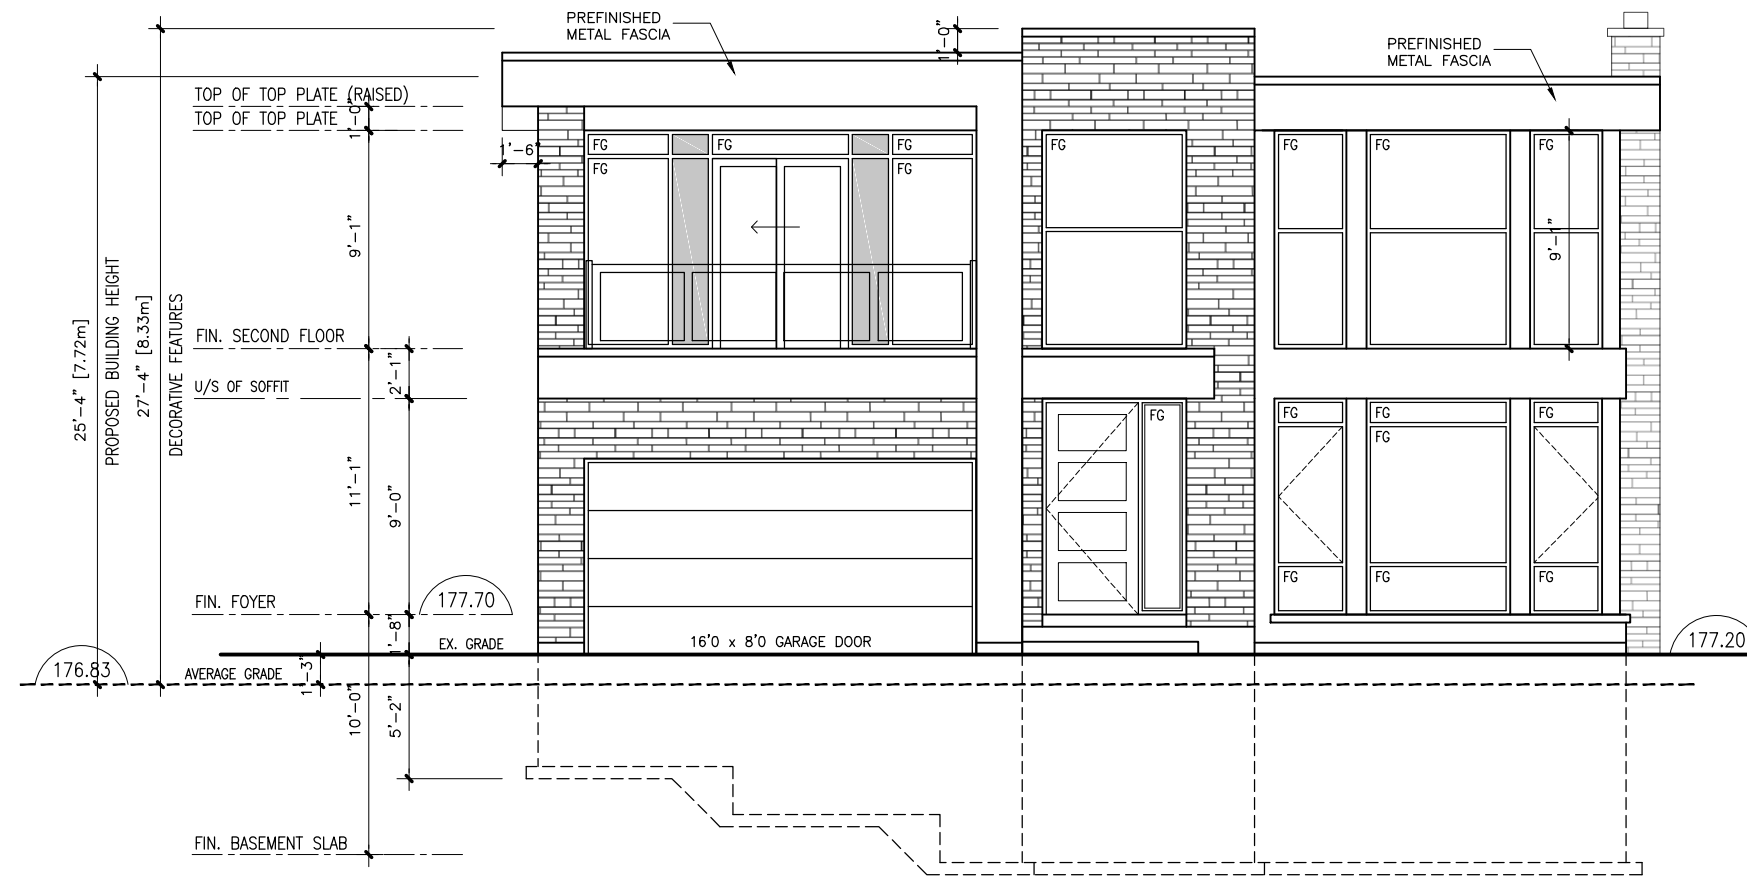 PREFINISHED
METAL FASCIA
1'-0"
PREFINISHED
METAL FASCIA
TOP OF TOP PLATE (RAISED)
1'-0"
TOP OF TOP PLATE
1'-6"
FG
FG
FG
FG
FG
FG
FG
FG
FG
9'-1"
9'-1"
25'-4" [7.72m]
PROPOSED BUILDING HEIGHT
27'-4" [8.33m]
DECORATIVE FEATURES
FIN. SECOND FLOOR
2'-1"
U/S OF SOFFIT
FG
FG
FG
FG
FG
11'-1"
9'-0"
FIN. FOYER
177.70
FG
FG
FG
1'-8"
EX. GRADE
16'0 x 8'0 GARAGE DOOR
177.20
176.83
AVERAGE GRADE
1'-3"
10'-0"
5'-2"
FIN. BASEMENT SLAB